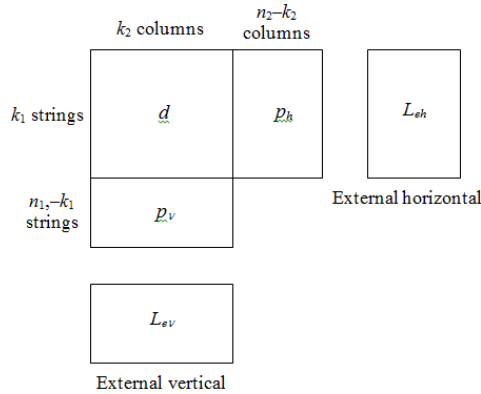 k₂ columns
n₂–k₂
columns
k₁ strings
d
pₕ
Lₑₕ
External horizontal
n₁,–k₁
strings
pᵥ
Lₑᵥ
External vertical